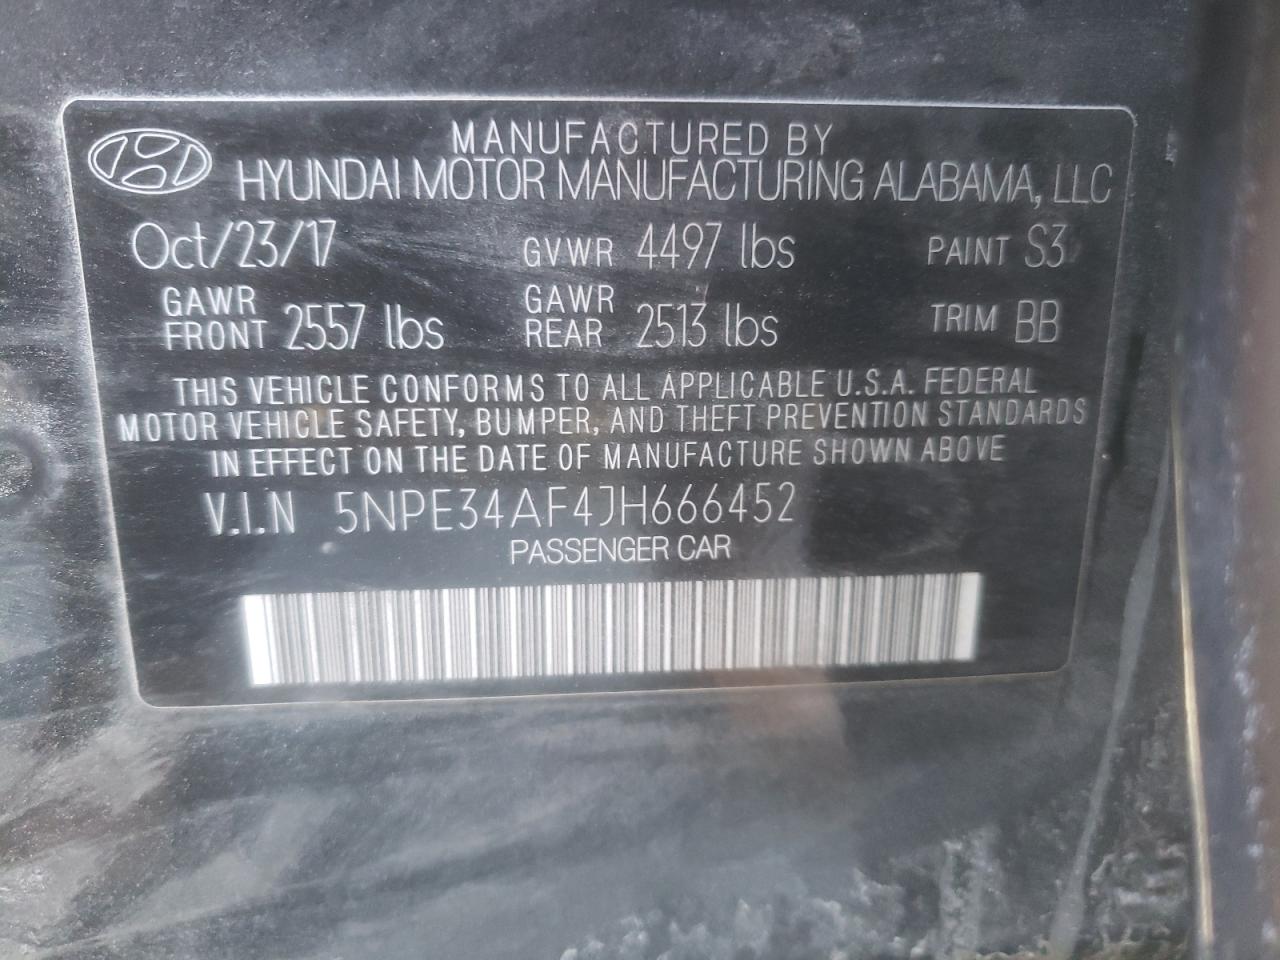 MANUFACTURED BY
HYUNDAI MOTOR MANUFACTURING ALABAMA, LLC
Oct/23/17 GVWR 4497 lbs PAINT S3
GAWR FRONT 2557 lbs GAWR REAR 2513 lbs TRIM BB
THIS VEHICLE CONFORMS TO ALL APPLICABLE U.S.A. FEDERAL
MOTOR VEHICLE SAFETY, BUMPER, AND THEFT PREVENTION STANDARDS
IN EFFECT ON THE DATE OF MANUFACTURE SHOWN ABOVE
V.I.N 5NPE34AF4JH666452
PASSENGER CAR